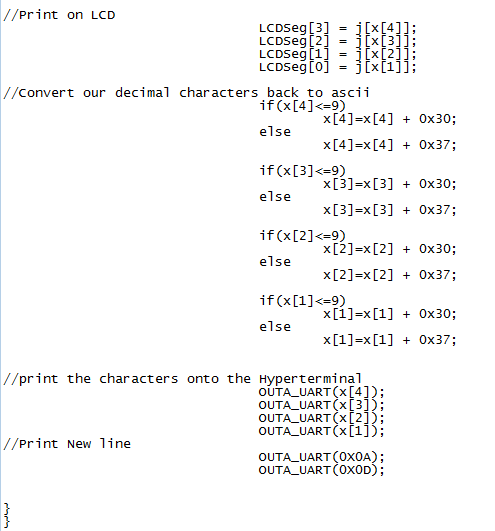 //Print on LCD
LCDSeg[3] = j[x[4]];
LCDSeg[2] = j[x[3]];
LCDSeg[1] = j[x[2]];
LCDSeg[0] = j[x[1]];
//Convert our decimal characters back to ascii
if(x[4]<=9)
x[4]=x[4] + 0x30;
else
x[4]=x[4] + 0x37;
if(x[3]<=9)
x[3]=x[3] + 0x30;
else
x[3]=x[3] + 0x37;
if(x[2]<=9)
x[2]=x[2] + 0x30;
else
x[2]=x[2] + 0x37;
if(x[1]<=9)
x[1]=x[1] + 0x30;
else
x[1]=x[1] + 0x37;
//print the characters onto the Hyperterminal
OUTA_UART(x[4]);
OUTA_UART(x[3]);
OUTA_UART(x[2]);
OUTA_UART(x[1]);
//Print New line
OUTA_UART(0X0A);
OUTA_UART(0X0D);
}
}